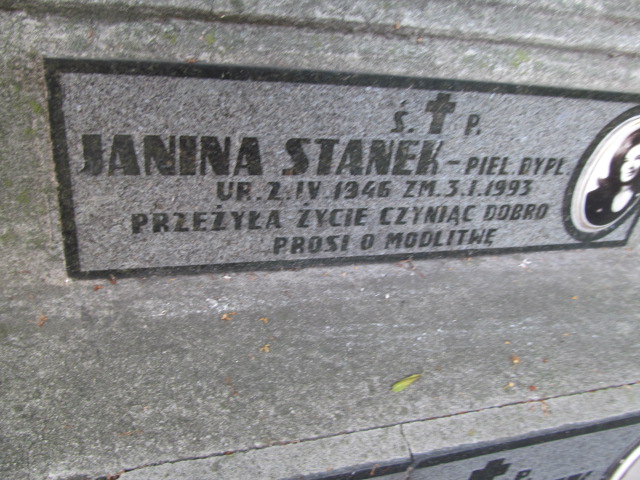 Ś. P.
JANINA STANEK - PIEL. DYPL.
UR. 2. IV 1946 ZM. 3. I. 1993
PRZEŻYŁA ŻYCIE CZYNIĄC DOBRO
PROSI O MODLITWĘ
P.